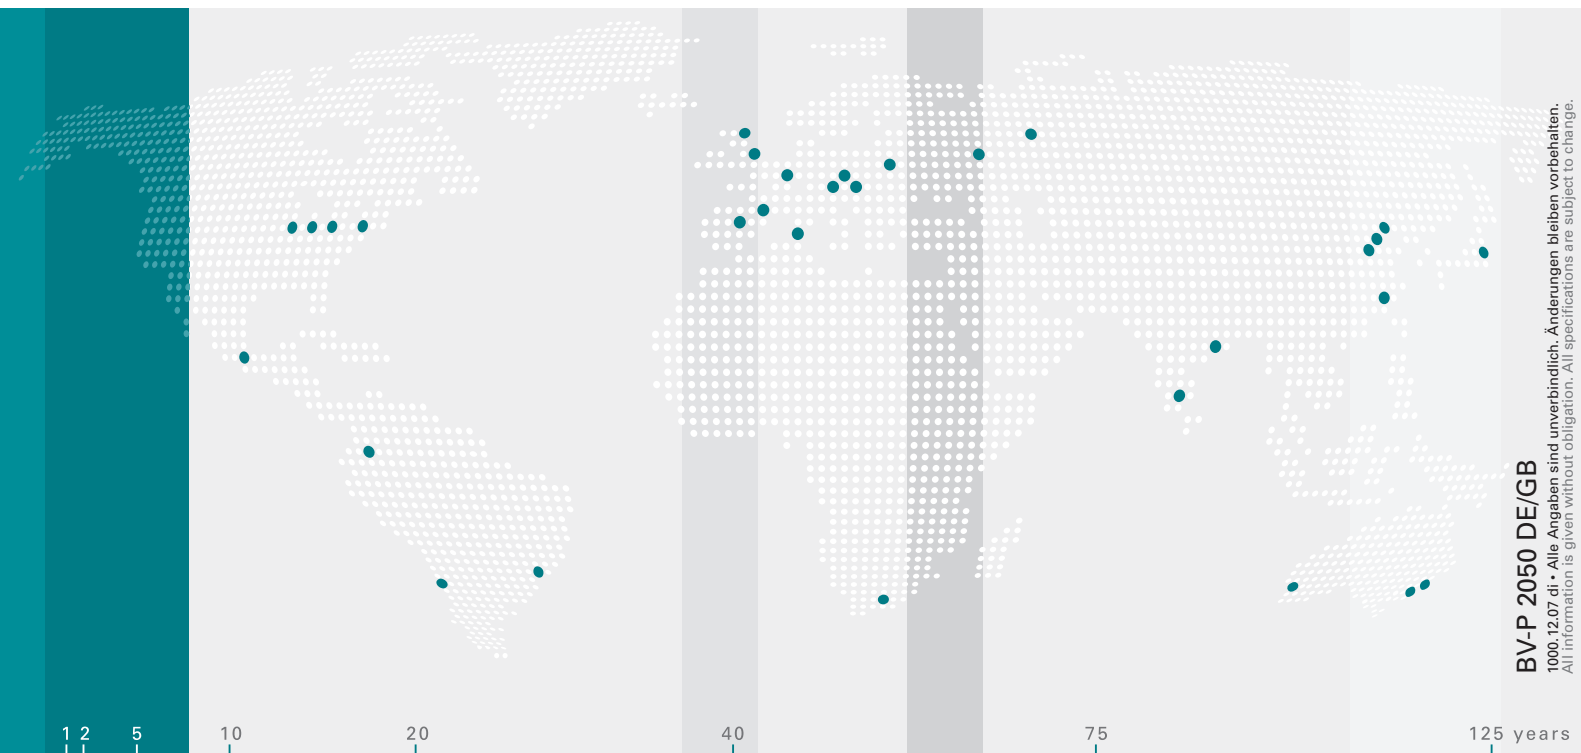 BV-P 2050 DE/GB
1000.12.07 di • Alle Angaben sind unverbindlich. Änderungen bleiben vorbehalten.
All information is given without obligation. All specifications are subject to change.
1 2 5 10 20 40 75 125 years